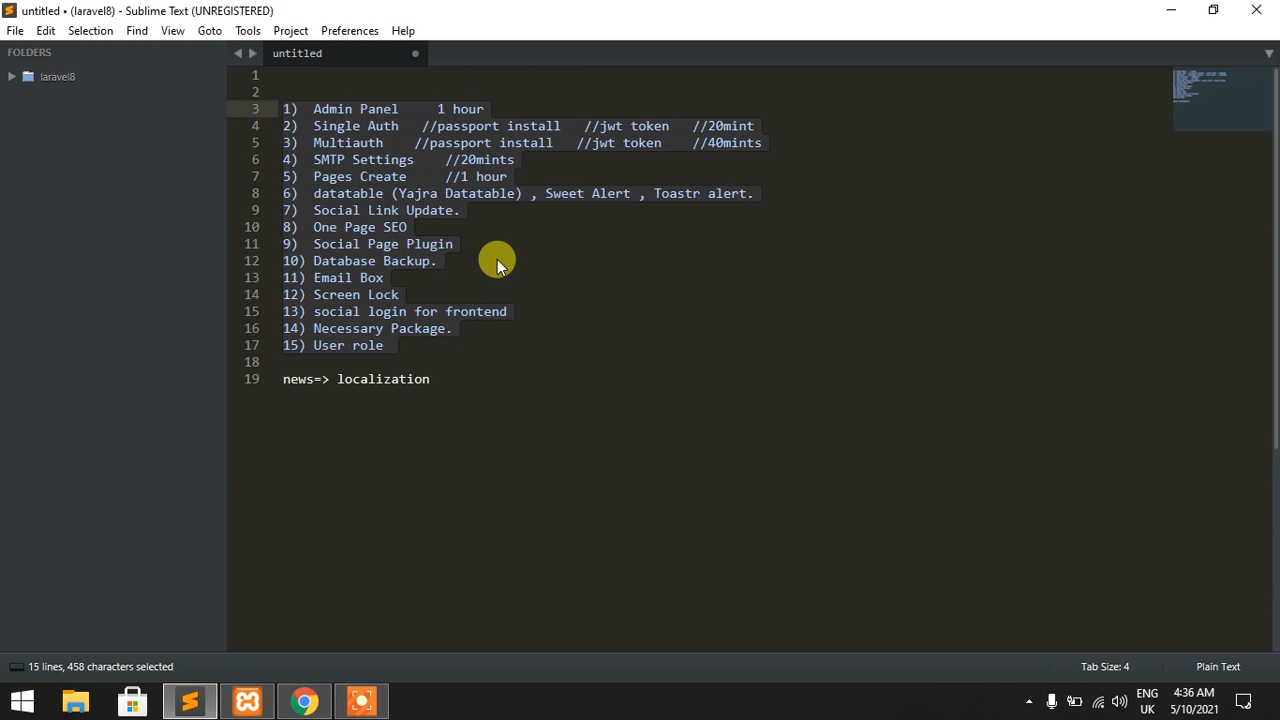 untitled • (laravel8) - Sublime Text (UNREGISTERED)
File Edit Selection Find View Goto Tools Project Preferences Help
FOLDERS
laravel8
untitled
1
2
3 1) Admin Panel 1 hour
4 2) Single Auth //passport install //jwt token //20mint
5 3) Multiauth //passport install //jwt token //40mints
6 4) SMTP Settings //20mints
7 5) Pages Create //1 hour
8 6) datatable (Yajra Datatable) , Sweet Alert , Toastr alert.
9 7) Social Link Update.
10 8) One Page SEO
11 9) Social Page Plugin
12 10) Database Backup.
13 11) Email Box
14 12) Screen Lock
15 13) social login for frontend
16 14) Necessary Package.
17 15) User role
18
19 news=> localization
15 lines, 458 characters selected
Tab Size: 4
Plain Text
ENG
UK
4:36 AM
5/10/2021